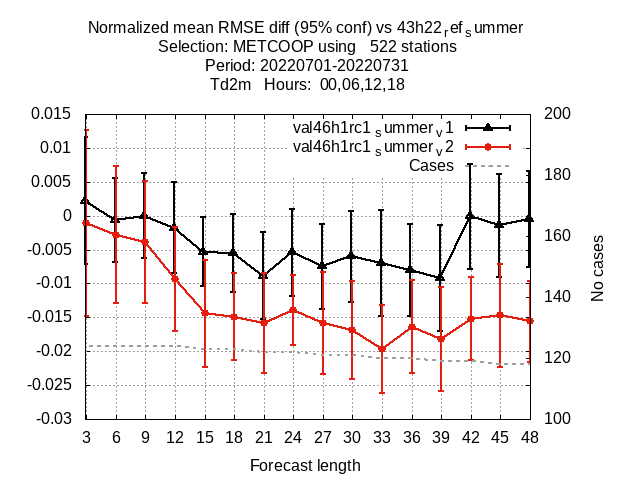 Normalized mean RMSE diff (95% conf) vs 43h22_ref_summer
Selection: METCOOP using 522 stations
Period: 20220701-20220731
Td2m Hours: 00,06,12,18
0.015
0.01
0.005
0
-0.005
-0.01
-0.015
-0.02
-0.025
-0.03
val46h1rc1_summer_v1
val46h1rc1_summer_v2
Cases
200
180
160
140
120
100
No cases
3 6 9 12 15 18 21 24 27 30 33 36 39 42 45 48
Forecast length